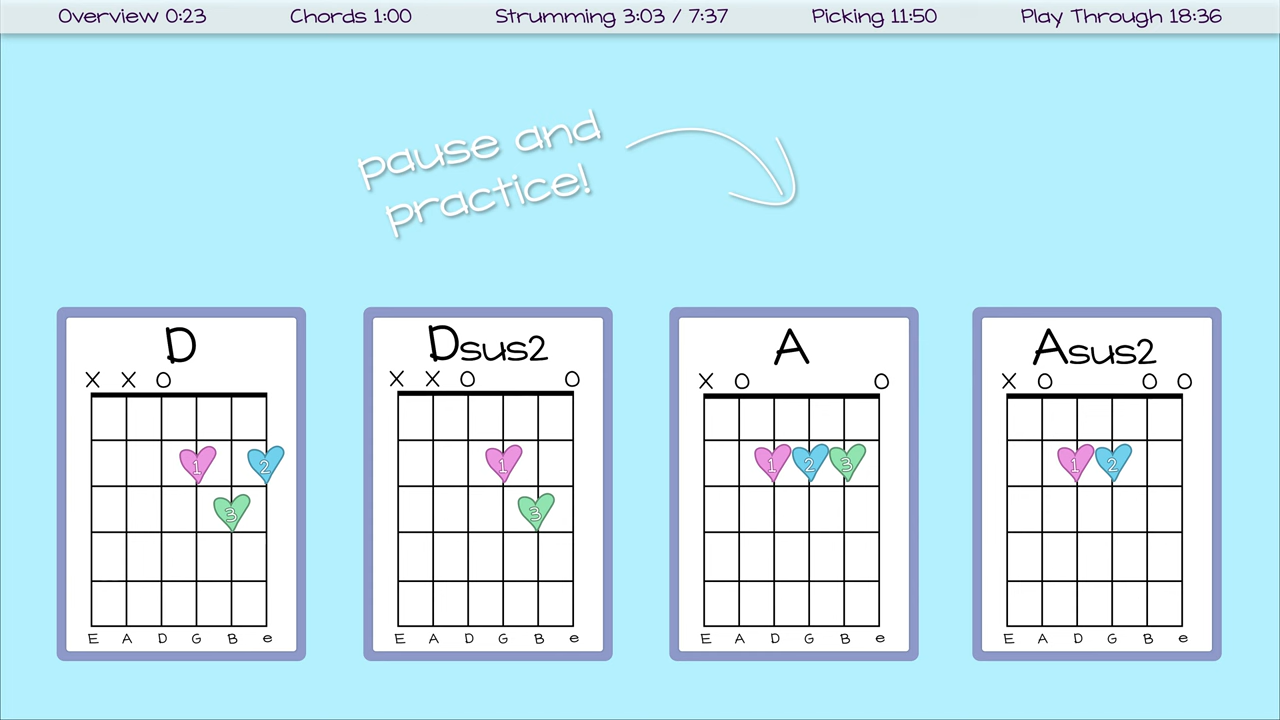 Overview 0:23 Chords 1:00 Strumming 3:03 / 7:37 Picking 11:50 Play Through 18:36
pause and
practice!
D Dsus2 A Asus2
X X O X X O O X O O X O O O
1 2 1 1 2 3 1 2
3 3
E A D G B e E A D G B e E A D G B e E A D G B e